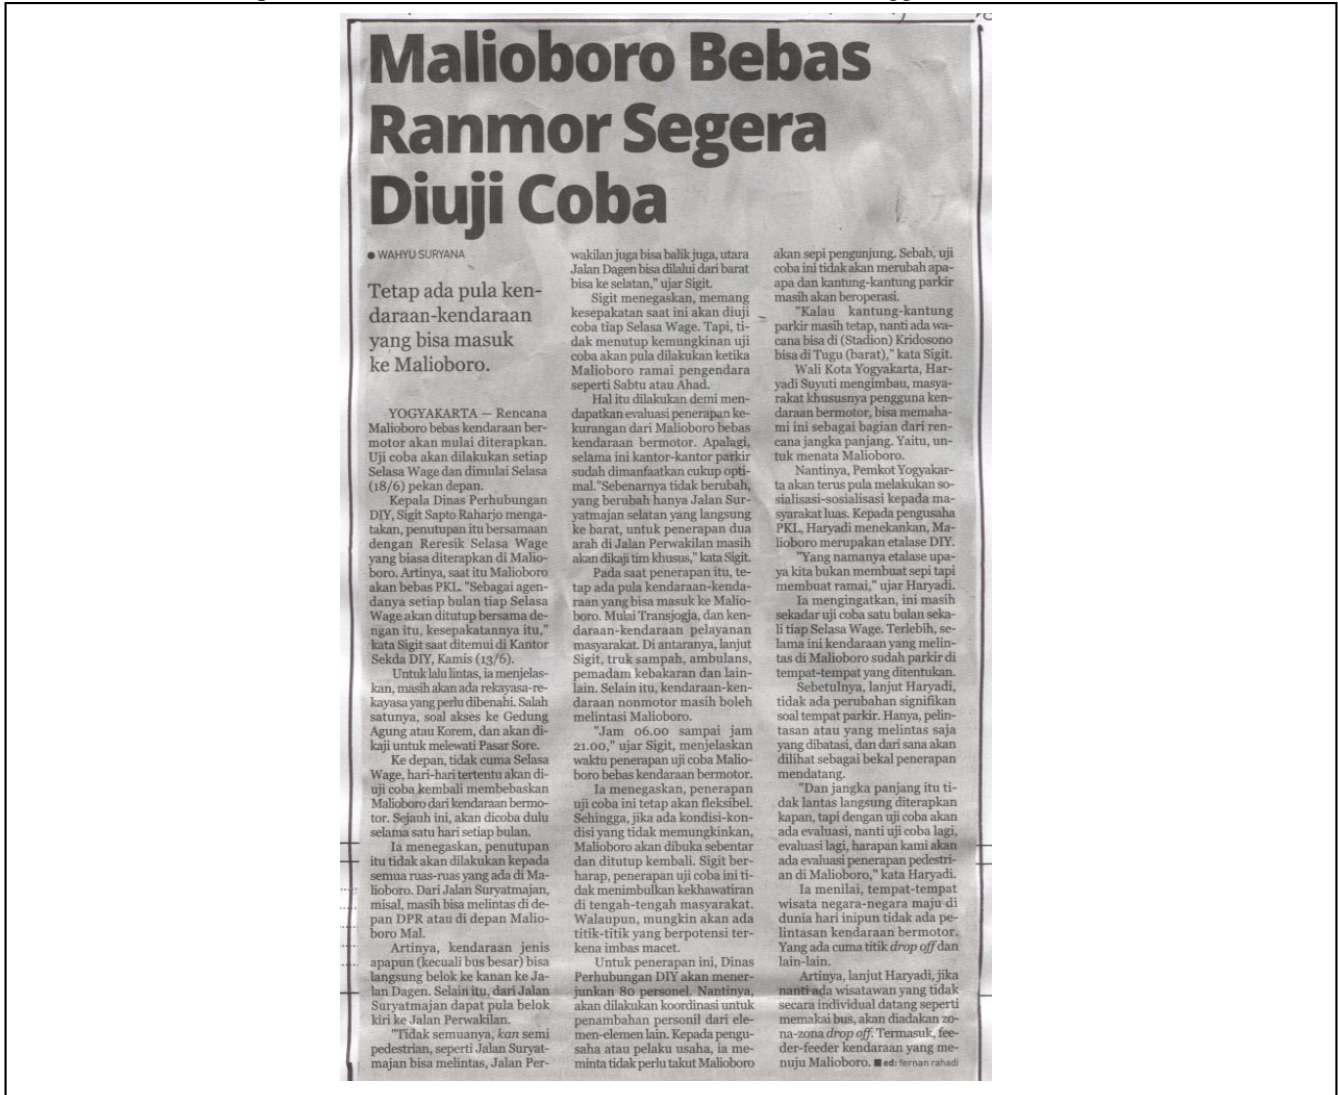 Malioboro Bebas
Ranmor Segera
Diuji Coba
● WAHYU SURYANA
Tetap ada pula ken-
daraan-kendaraan
yang bisa masuk
ke Malioboro.
YOGYAKARTA — Rencana
Malioboro bebas kendaraan ber-
motor akan mulai diterapkan.
Uji coba akan dilakukan setiap
Selasa Wage dan dimulai Selasa
(18/6) pekan depan.
Kepala Dinas Perhubungan
DIY, Sigit Sapto Raharjo menga-
takan, penutupan itu bersamaan
dengan Reresik Selasa Wage
yang biasa diterapkan di Malio-
boro. Artinya, saat itu Malioboro
akan bebas PKL. "Sebagai agen-
danya setiap bulan tiap Selasa
Wage akan ditutup bersama de-
ngan itu, kesepakatannya itu,"
kata Sigit saat ditemui di Kantor
Sekda DIY, Kamis (13/6).
Untuk lalu lintas, ia menjelas-
kan, masih akan ada rekayasa-re-
kayasa yang perlu dibenahi. Salah
satunya, soal akses ke Gedung
Agung atau Korem, dan akan di-
kaji untuk melewati Pasar Sore.
Ke depan, tidak cuma Selasa
Wage, hari-hari tertentu akan di-
uji coba kembali membebaskan
Malioboro dari kendaraan bermo-
tor. Sejauh ini, akan dicoba dulu
selama satu hari setiap bulan.
Ia menegaskan, penutupan
itu tidak akan dilakukan kepada
semua ruas-ruas yang ada di Ma-
lioboro. Dari Jalan Suryatmajan,
misal, masih bisa melintas di de-
pan DPR atau di depan Malio-
boro Mal.
Artinya, kendaraan jenis
apapun (kecuali bus besar) bisa
langsung belok ke kanan ke Ja-
lan Dagen. Selain itu, dari Jalan
Suryatmajan dapat pula belok
kiri ke Jalan Perwakilan.
"Tidak semuanya, kan semi
pedestrian, seperti Jalan Suryat-
majan bisa melintas, Jalan Per-
wakilan juga bisa balik juga, utara
Jalan Dagen bisa dilalui dari barat
bisa ke selatan," ujar Sigit.
Sigit menegaskan, memang
kesepakatan saat ini akan diuji
coba tiap Selasa Wage. Tapi, ti-
dak menutup kemungkinan uji
coba akan pula dilakukan ketika
Malioboro ramai pengendara
seperti Sabtu atau Ahad.
Hal itu dilakukan demi men-
dapatkan evaluasi penerapan ke-
kurangan dari Malioboro bebas
kendaraan bermotor. Apalagi,
selama ini kantor-kantor parkir
sudah dimanfaatkan cukup opti-
mal."Sebenarnya tidak berubah,
yang berubah hanya Jalan Sur-
yatmajan selatan yang langsung
ke barat, untuk penerapan dua
arah di Jalan Perwakilan masih
akan dikaji tim khusus," kata Sigit.
Pada saat penerapan itu, te-
tap ada pula kendaraan-kenda-
raan yang bisa masuk ke Malio-
boro. Mulai Transjogja, dan ken-
daraan-kendaraan pelayanan
masyarakat. Di antaranya, lanjut
Sigit, truk sampah, ambulans,
pemadam kebakaran dan lain-
lain. Selain itu, kendaraan-ken-
daraan nonmotor masih boleh
melintasi Malioboro.
"Jam 06.00 sampai jam
21.00," ujar Sigit, menjelaskan
waktu penerapan uji coba Malio-
boro bebas kendaraan bermotor.
Ia menegaskan, penerapan
uji coba ini tetap akan fleksibel.
Sehingga, jika ada kondisi-kon-
disi yang tidak memungkinkan,
Malioboro akan dibuka sebentar
dan ditutup kembali. Sigit ber-
harap, penerapan uji coba ini ti-
dak menimbulkan kekhawatiran
di tengah-tengah masyarakat.
Walaupun, mungkin akan ada
titik-titik yang berpotensi ter-
kena imbas macet.
Untuk penerapan ini, Dinas
Perhubungan DIY akan mener-
junkan 80 personel. Nantinya,
akan dilakukan koordinasi untuk
penambahan personil dari ele-
men-elemen lain. Kepada pengu-
saha atau pelaku usaha, ia me-
minta tidak perlu takut Malioboro
akan sepi pengunjung. Sebab, uji
coba ini tidak akan merubah apa-
apa dan kantung-kantung parkir
masih akan beroperasi.
"Kalau kantung-kantung
parkir masih tetap, nanti ada wa-
cana bisa di (Stadion) Kridosono
bisa di Tugu (barat)," kata Sigit.
Wali Kota Yogyakarta, Har-
yadi Suyuti mengimbau, masya-
rakat khususnya pengguna ken-
daraan bermotor, bisa memaha-
mi ini sebagai bagian dari ren-
cana jangka panjang. Yaitu, un-
tuk menata Malioboro.
Nantinya, Pemkot Yogyakar-
ta akan terus pula melakukan so-
sialisasi-sosialisasi kepada ma-
syarakat luas. Kepada pengusaha
PKL, Haryadi menekankan, Ma-
lioboro merupakan etalase DIY.
"Yang namanya etalase upa-
ya kita bukan membuat sepi tapi
membuat ramai," ujar Haryadi.
Ia mengingatkan, ini masih
sekadar uji coba satu bulan seka-
li tiap Selasa Wage. Terlebih, se-
lama ini kendaraan yang melin-
tas di Malioboro sudah parkir di
tempat-tempat yang ditentukan.
Sebetulnya, lanjut Haryadi,
tidak ada perubahan signifikan
soal tempat parkir. Hanya, pelin-
tasan atau yang melintas saja
yang dibatasi, dan dari sana akan
dilihat sebagai bekal penerapan
mendatang.
"Dan jangka panjang itu ti-
dak lantas langsung diterapkan
kapan, tapi dengan uji coba akan
ada evaluasi, nanti uji coba lagi,
evaluasi lagi, harapan kami akan
ada evaluasi penerapan pedestri-
an di Malioboro," kata Haryadi.
Ia menilai, tempat-tempat
wisata negara-negara maju di
dunia hari inipun tidak ada pe-
lintasan kendaraan bermotor.
Yang ada cuma titik drop off dan
lain-lain.
Artinya, lanjut Haryadi, jika
nanti ada wisatawan yang tidak
secara individual datang seperti
memakai bus, akan diadakan zo-
na-zona drop off. Termasuk, fee-
der-feeder kendaraan yang me-
nuju Malioboro. ■ ed: fernan rahadi